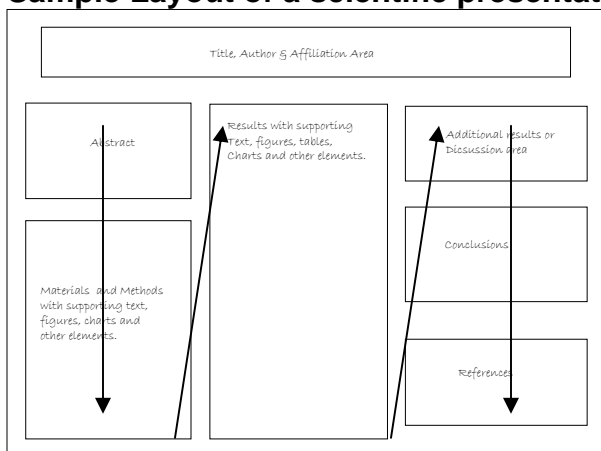 Sample Layout of a scientific presentat
Title, Author & Affiliation Area
Abstract
Materials and Methods
with supporting text,
figures, charts and
other elements.
Results with supporting
Text, figures, tables,
Charts and other elements.
Additional results or
Dicsussion area
Conclusions
References